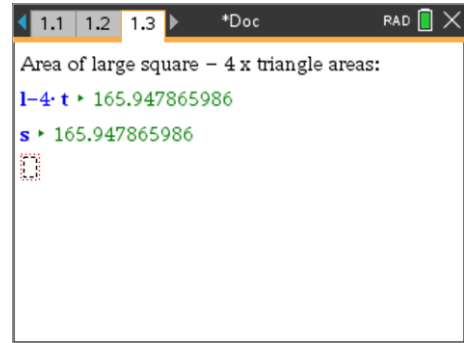 1.1 1.2 1.3 *Doc RAD
Area of large square – 4 x triangle areas:
l–4· t ▸ 165.947865986
s ▸ 165.947865986